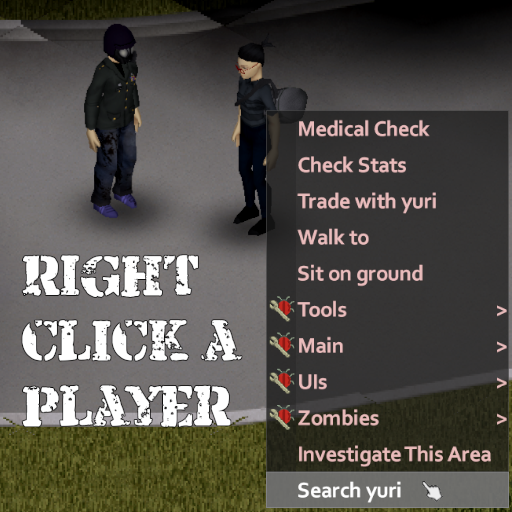 Medical Check
Check Stats
Trade with yuri
Walk to
Sit on ground
Tools >
Main >
UIs >
Zombies >
Investigate This Area
Search yuri
RIGHT
CLICK A
PLAYER